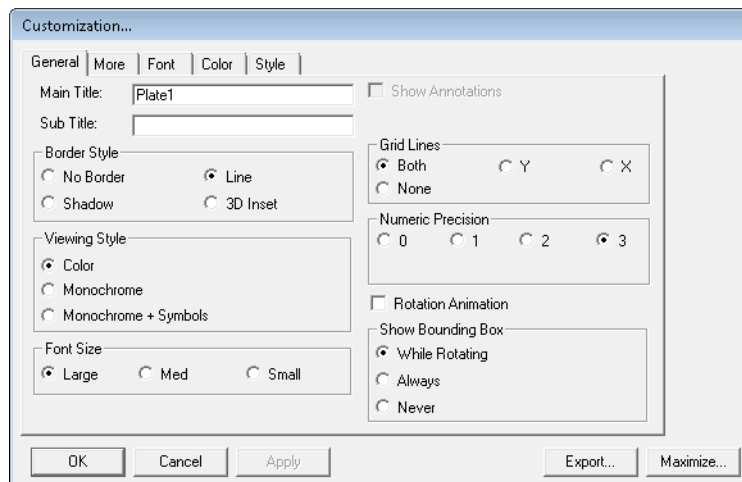 Customization...
General More Font Color Style
Main Title: Plate1
Show Annotations
Sub Title:
Border Style
No Border Line
Shadow 3D Inset
Grid Lines
Both Y X
None
Viewing Style
Color
Monochrome
Monochrome + Symbols
Numeric Precision
0 1 2 3
Rotation Animation
Font Size
Large Med Small
Show Bounding Box
While Rotating
Always
Never
OK Cancel Apply Export... Maximize...